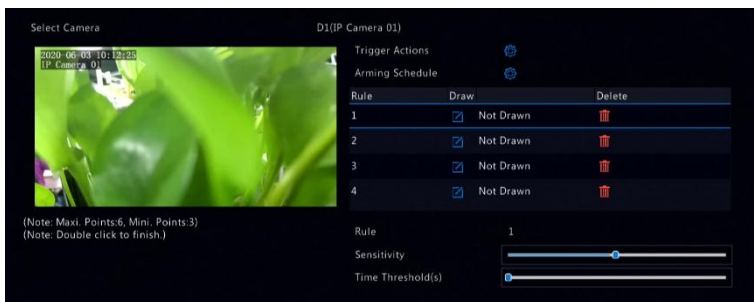 Select Camera D1(IP Camera 01)
2020-06-03 10:12:25
IP Camera 01
Trigger Actions
Arming Schedule
Rule Draw Delete
1 Not Drawn
2 Not Drawn
3 Not Drawn
4 Not Drawn
(Note: Maxi. Points:6, Mini. Points:3)
(Note: Double click to finish.)
Rule 1
Sensitivity
Time Threshold(s)